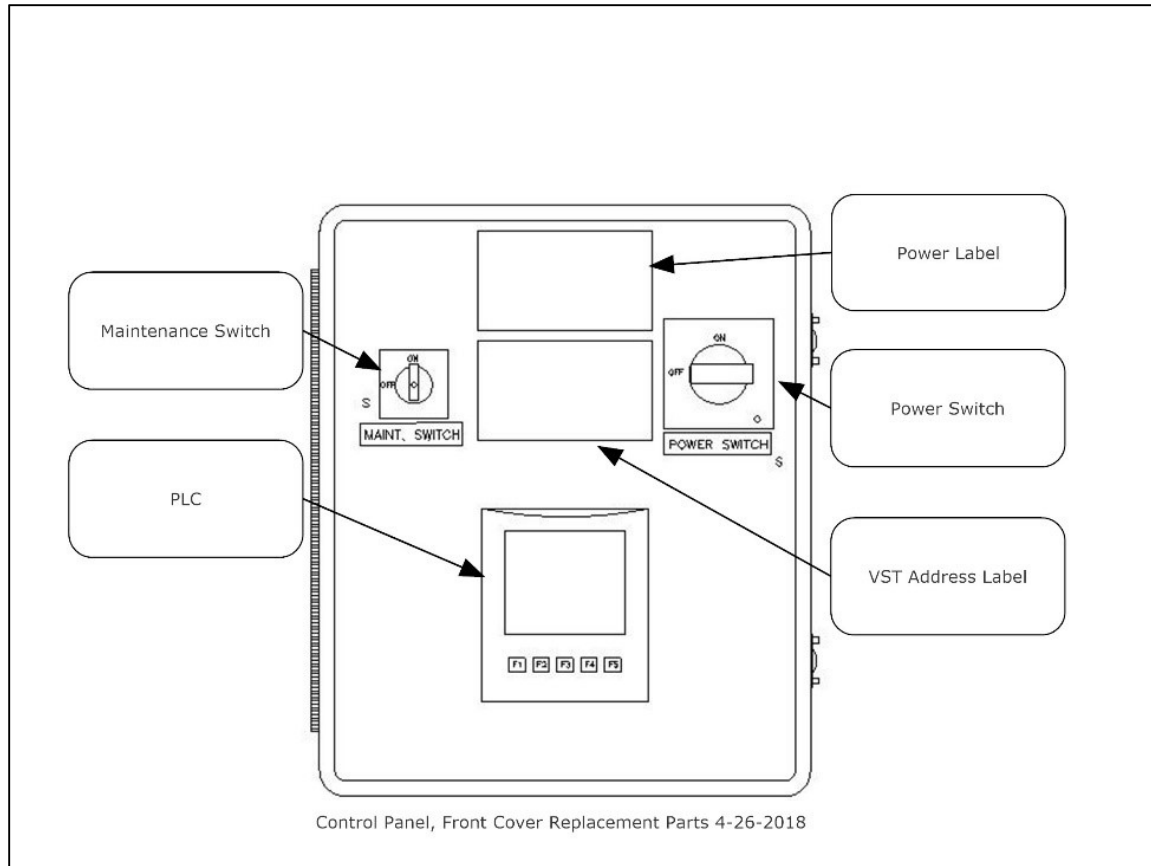 Power Label
Maintenance Switch
ON
OFF
S
MAINT. SWITCH
ON
OFF
POWER SWITCH
S
Power Switch
PLC
VST Address Label
F1 F2 F3 F4 F5
Control Panel, Front Cover Replacement Parts 4-26-2018